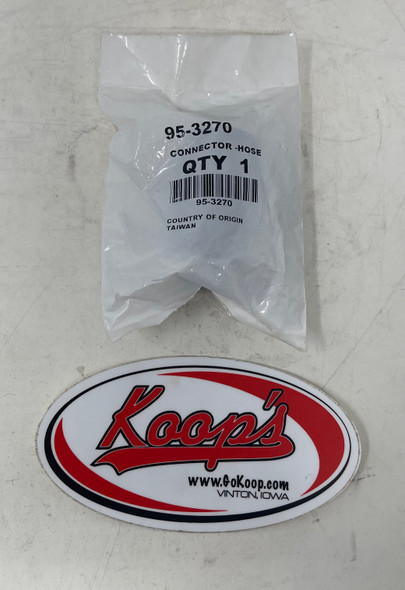 95-3270
CONNECTOR -HOSE
QTY 1
95-3270
COUNTRY OF ORIGIN
TAIWAN
Koop's
www.GoKoop.com
VINTON, IOWA